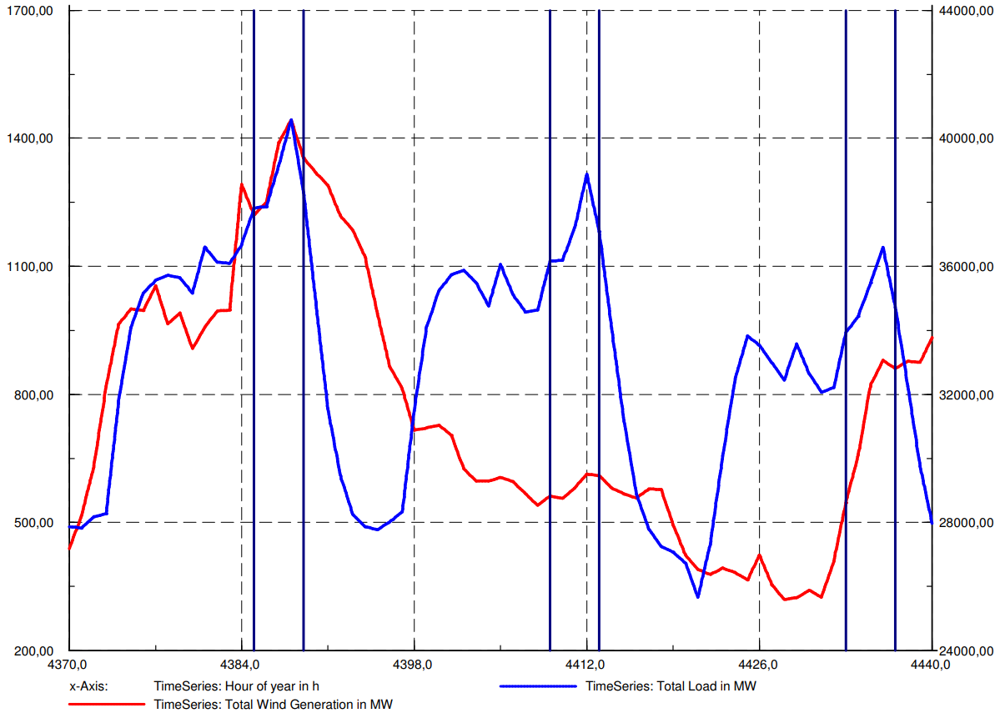 1700,00 44000,00
1400,00 40000,00
1100,00 36000,00
800,00 32000,00
500,00 28000,00
200,00 24000,00
4370,0 4384,0 4398,0 4412,0 4426,0 4440,0
x-Axis: TimeSeries: Hour of year in h TimeSeries: Total Load in MW
TimeSeries: Total Wind Generation in MW